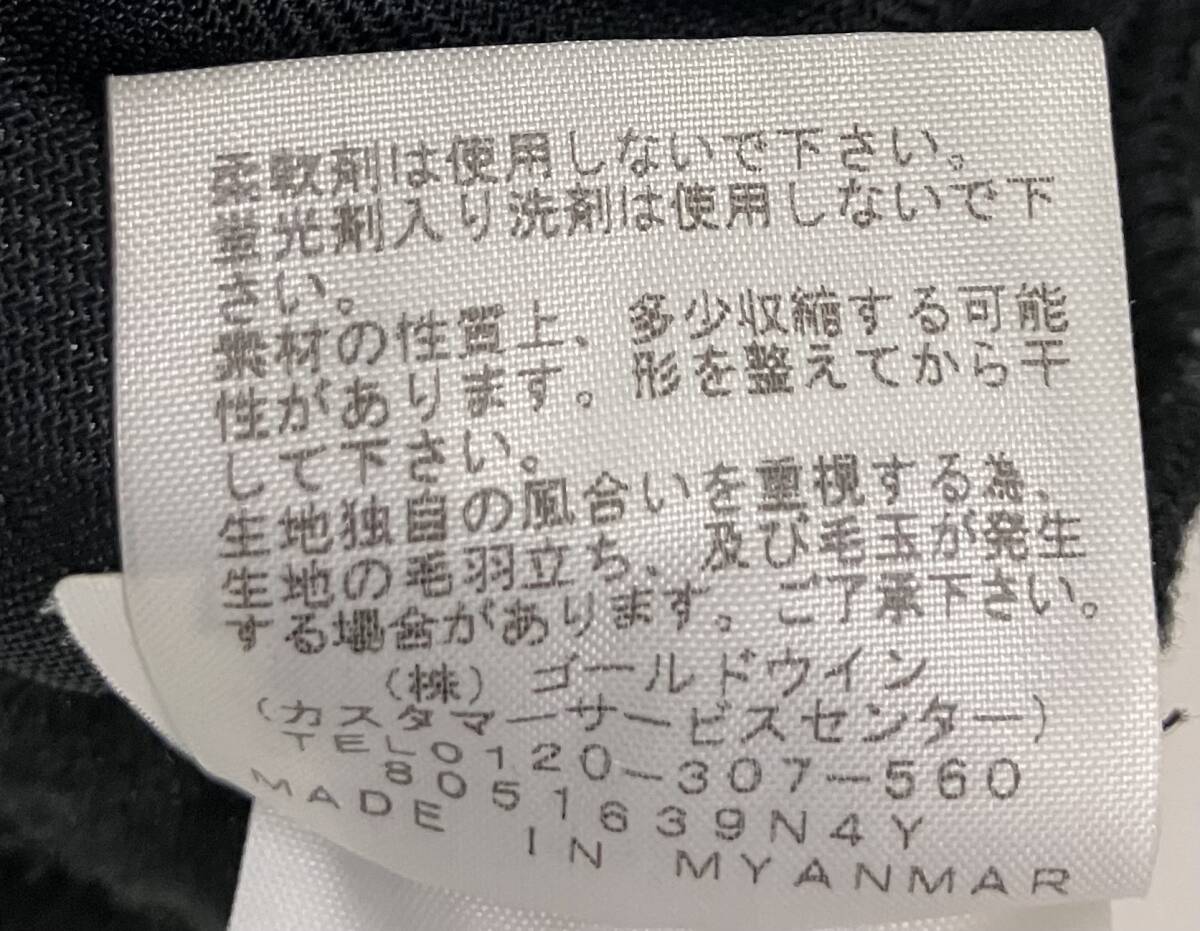 柔軟剤は使用しないで下さい。
蛍光剤入り洗剤は使用しないで下
さい。
素材の性質上、多少収縮する可能
性があります。形を整えてから干
して下さい。
生地独自の風合いを重視する為、
生地の毛羽立ち、及び毛玉が発生
する場合があります。ご了承下さい。
（株）ゴールドウイン
（カスタマーサービスセンター）
TEL0120-307-560
8051639N4Y
MADE IN MYANMAR